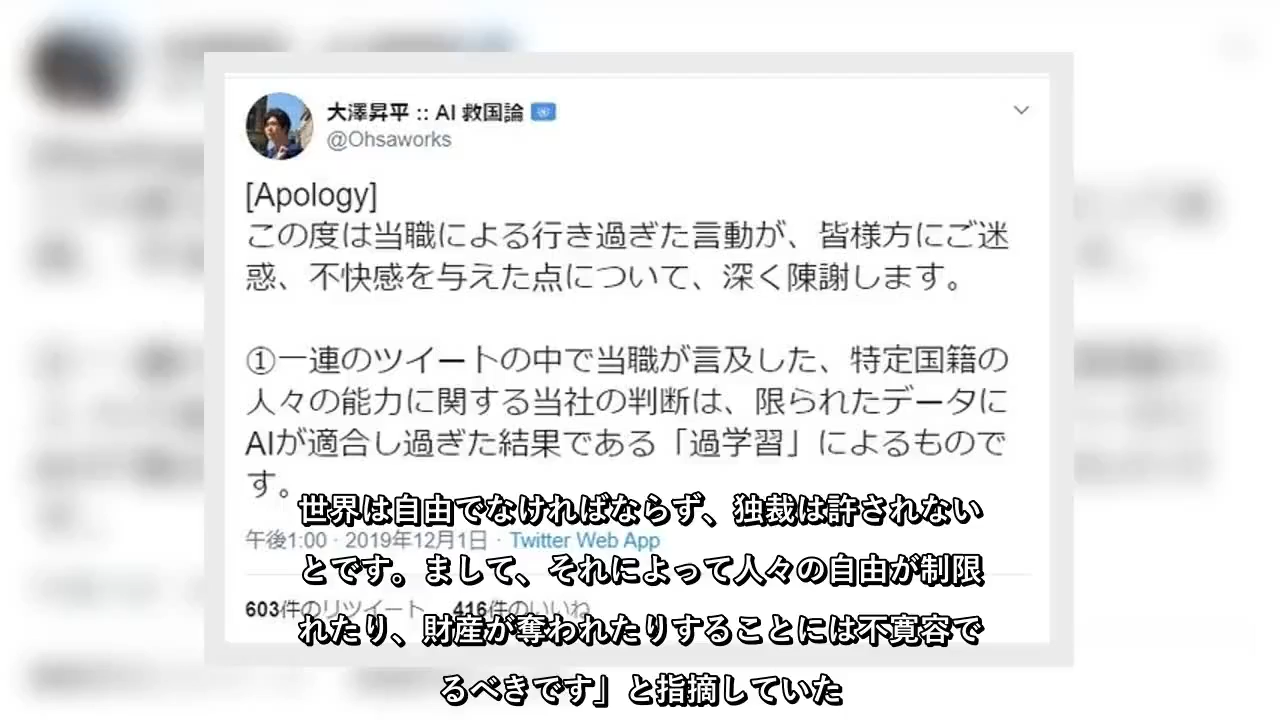 大澤昇平 :: AI 救国論
@Ohsaworks
[Apology]
この度は当職による行き過ぎた言動が、皆様方にご迷
惑、不快感を与えた点について、深く陳謝します。
①一連のツイートの中で当職が言及した、特定国籍の
人々の能力に関する当社の判断は、限られたデータに
AIが適合し過ぎた結果である「過学習」によるもので
す。
午後1:00 · 2019年12月1日 · Twitter Web App
603件のリツイート 416件のいいね
世界は自由でなければならず、独裁は許されない
とです。まして、それによって人々の自由が制限
れたり、財産が奪われたりすることには不寛容で
るべきです」と指摘していた